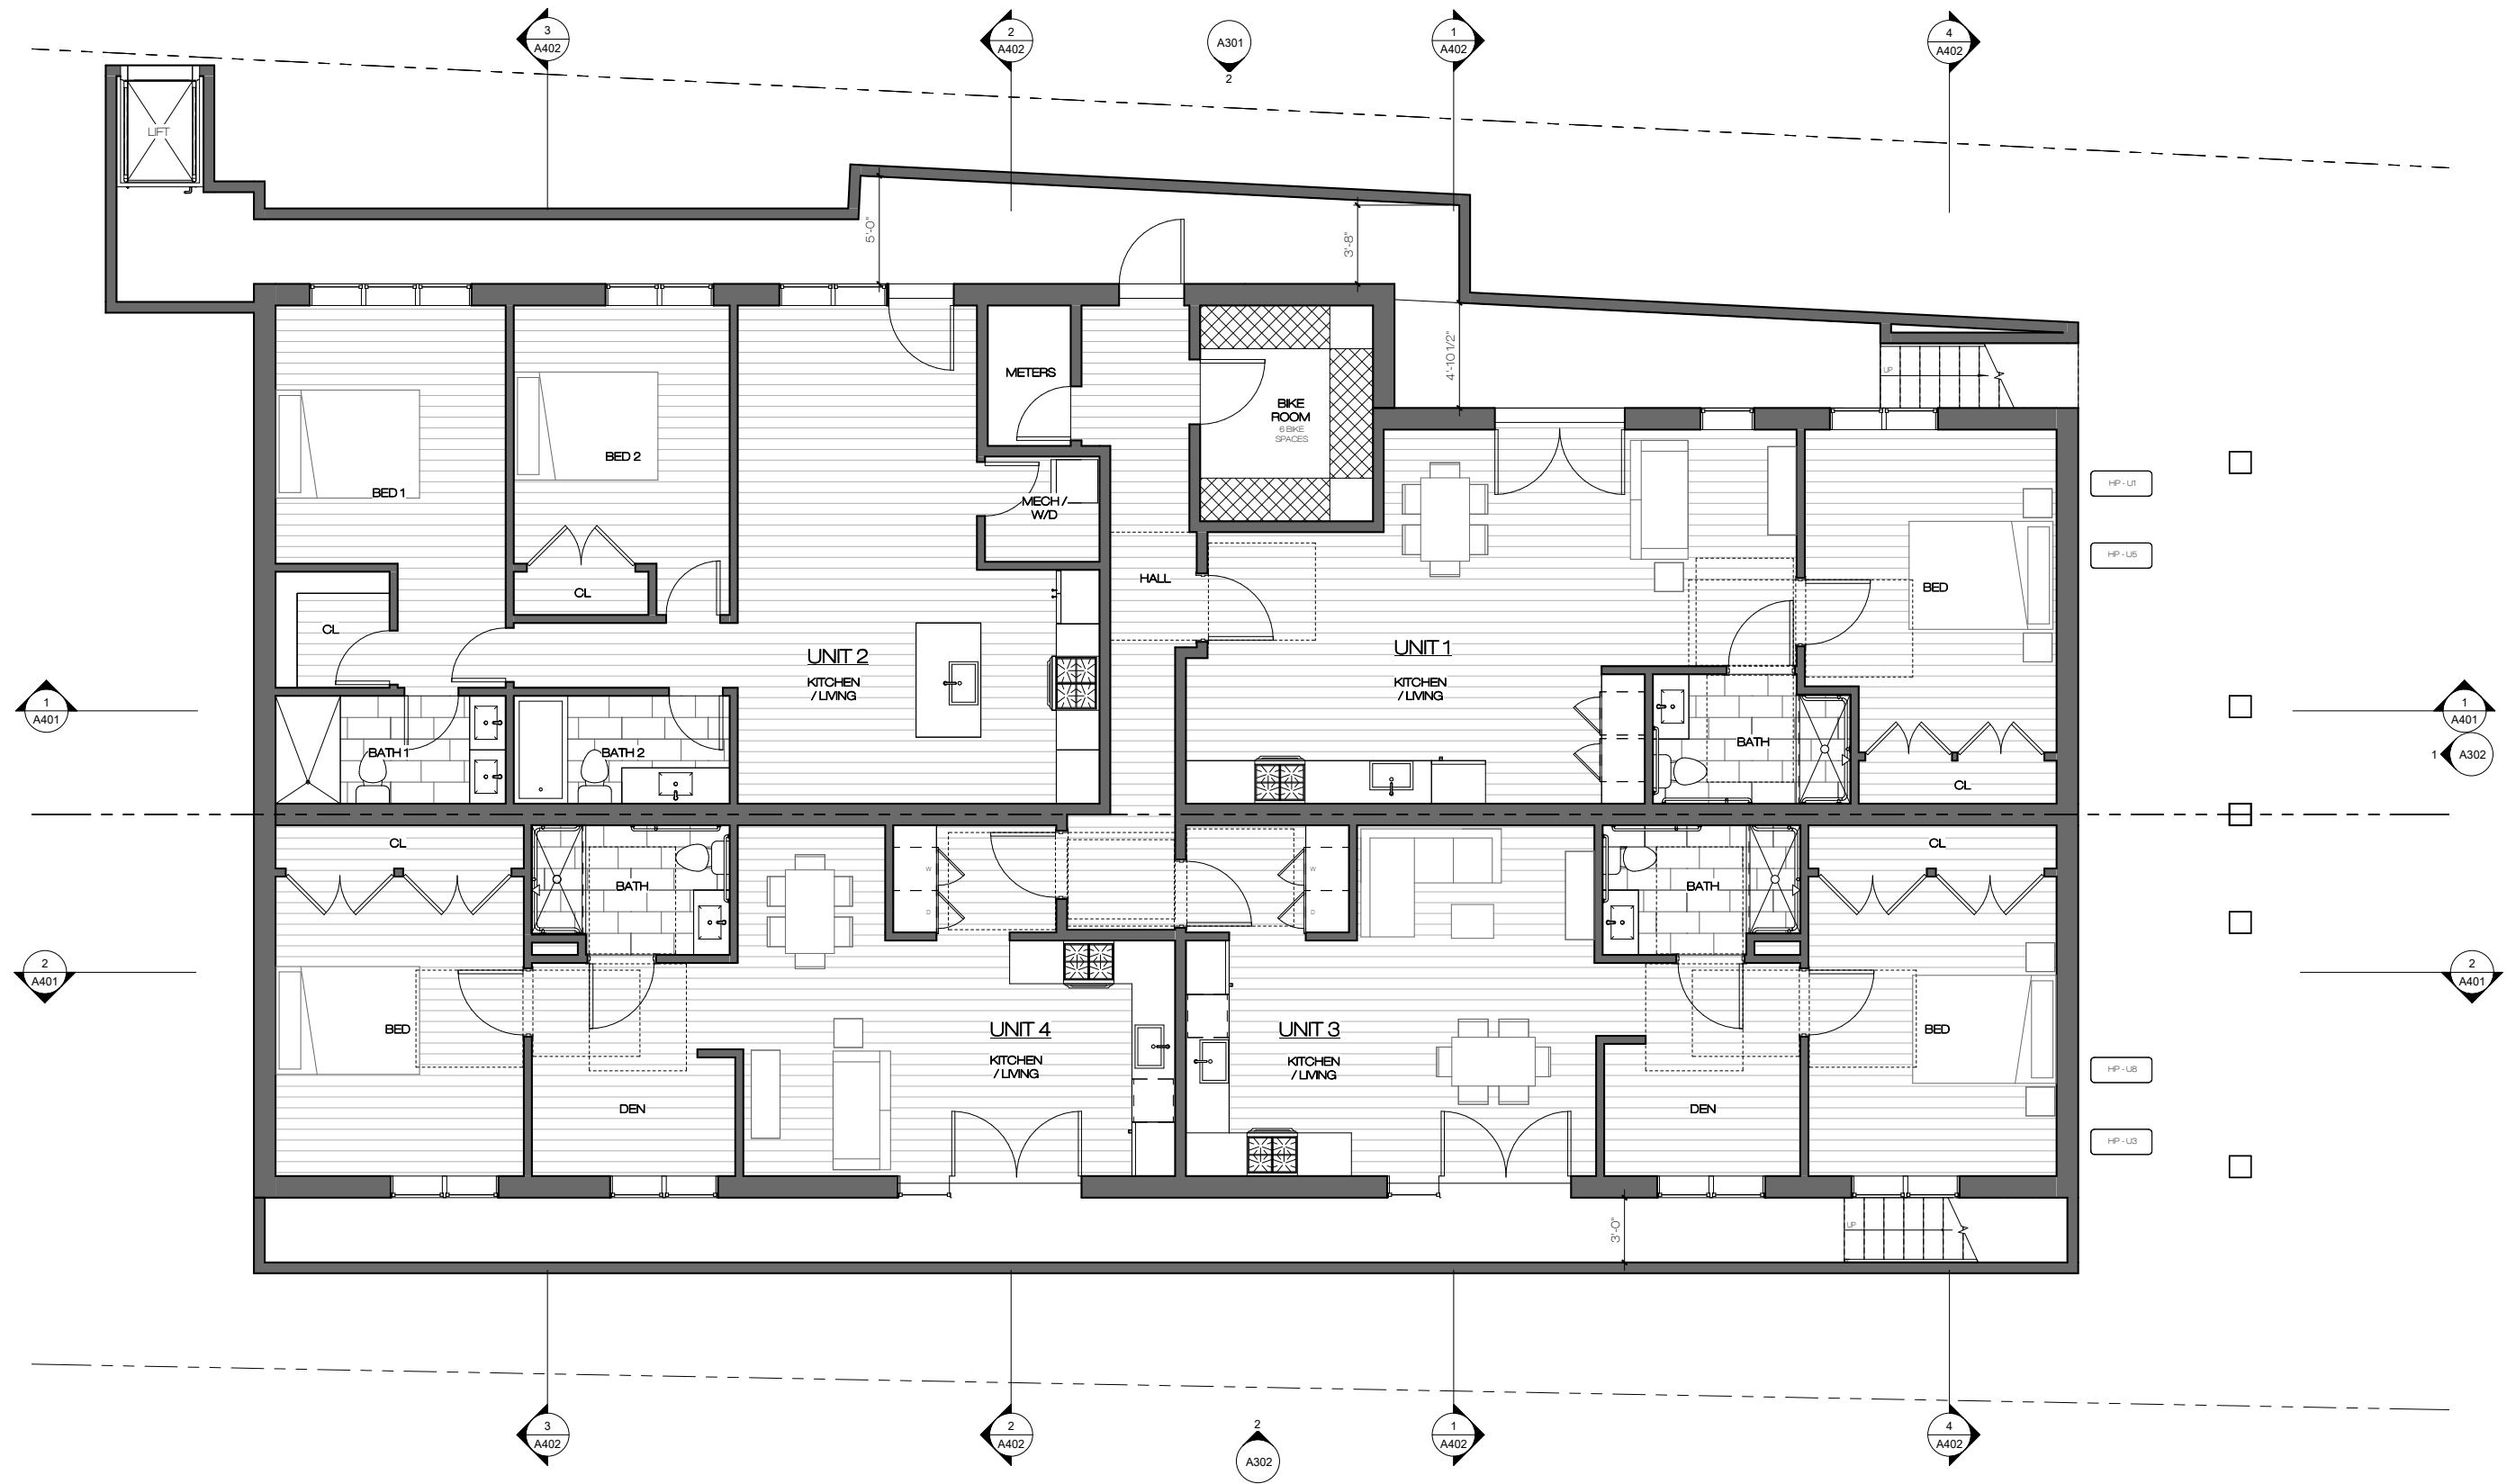 3
A402
2
A402
A301
2
1
A402
4
A402
LIFT
5'-0"
3'-8"
4'-10 1/2"
UP
METERS
BIKE
ROOM
6 BIKE
SPACES
BED 1
BED 2
MECH /
W/D
HP - U1
HP - U5
HALL
CL
CL
BED
UNIT 2
KITCHEN
/ LIVING
UNIT 1
KITCHEN
/ LIVING
1
A401
1
A401
1
A302
BATH 1
BATH 2
BATH
CL
CL
CL
W
D
W
D
BATH
BATH
2
A401
2
A401
BED
UNIT 4
KITCHEN
/ LIVING
UNIT 3
KITCHEN
/ LIVING
BED
DEN
DEN
HP - U8
HP - U3
3'-0"
UP
3
A402
2
A402
2
A302
1
A402
4
A402